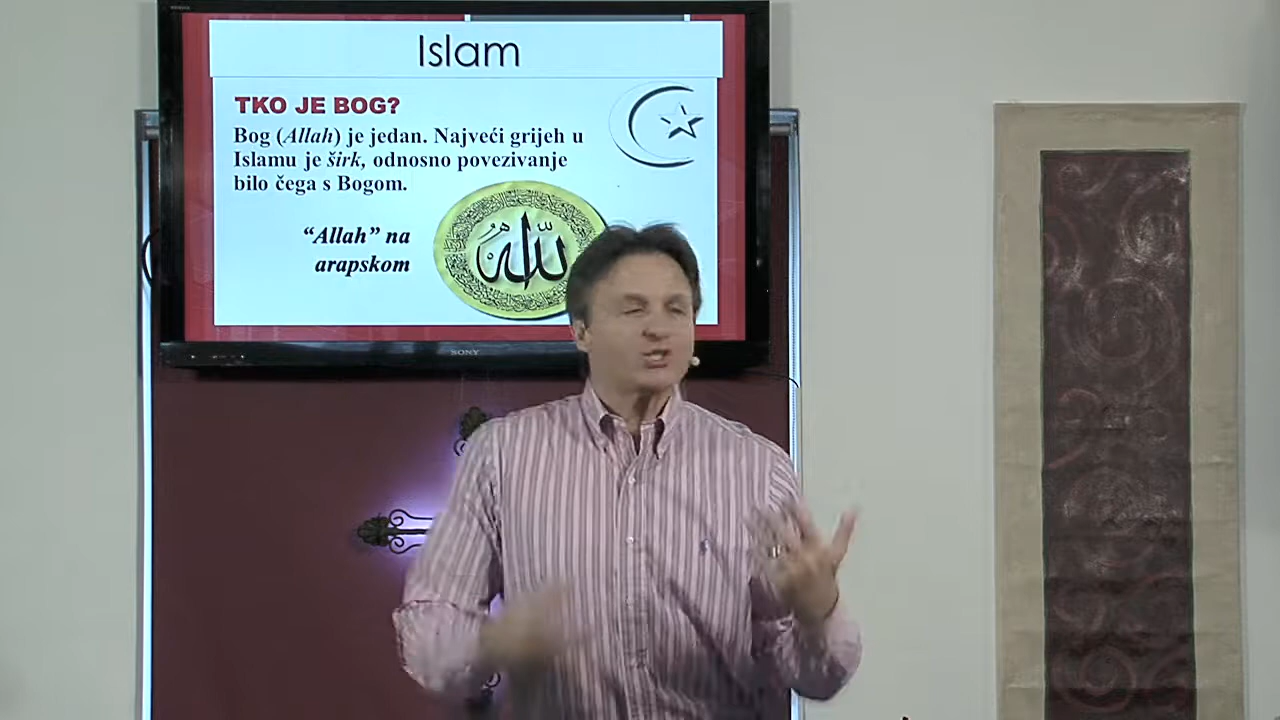 Islam
TKO JE BOG?
Bog (Allah) je jedan. Najveći grijeh u
Islamu je širk, odnosno povezivanje
bilo čega s Bogom.
“Allah” na
arapskom
الله
SONY